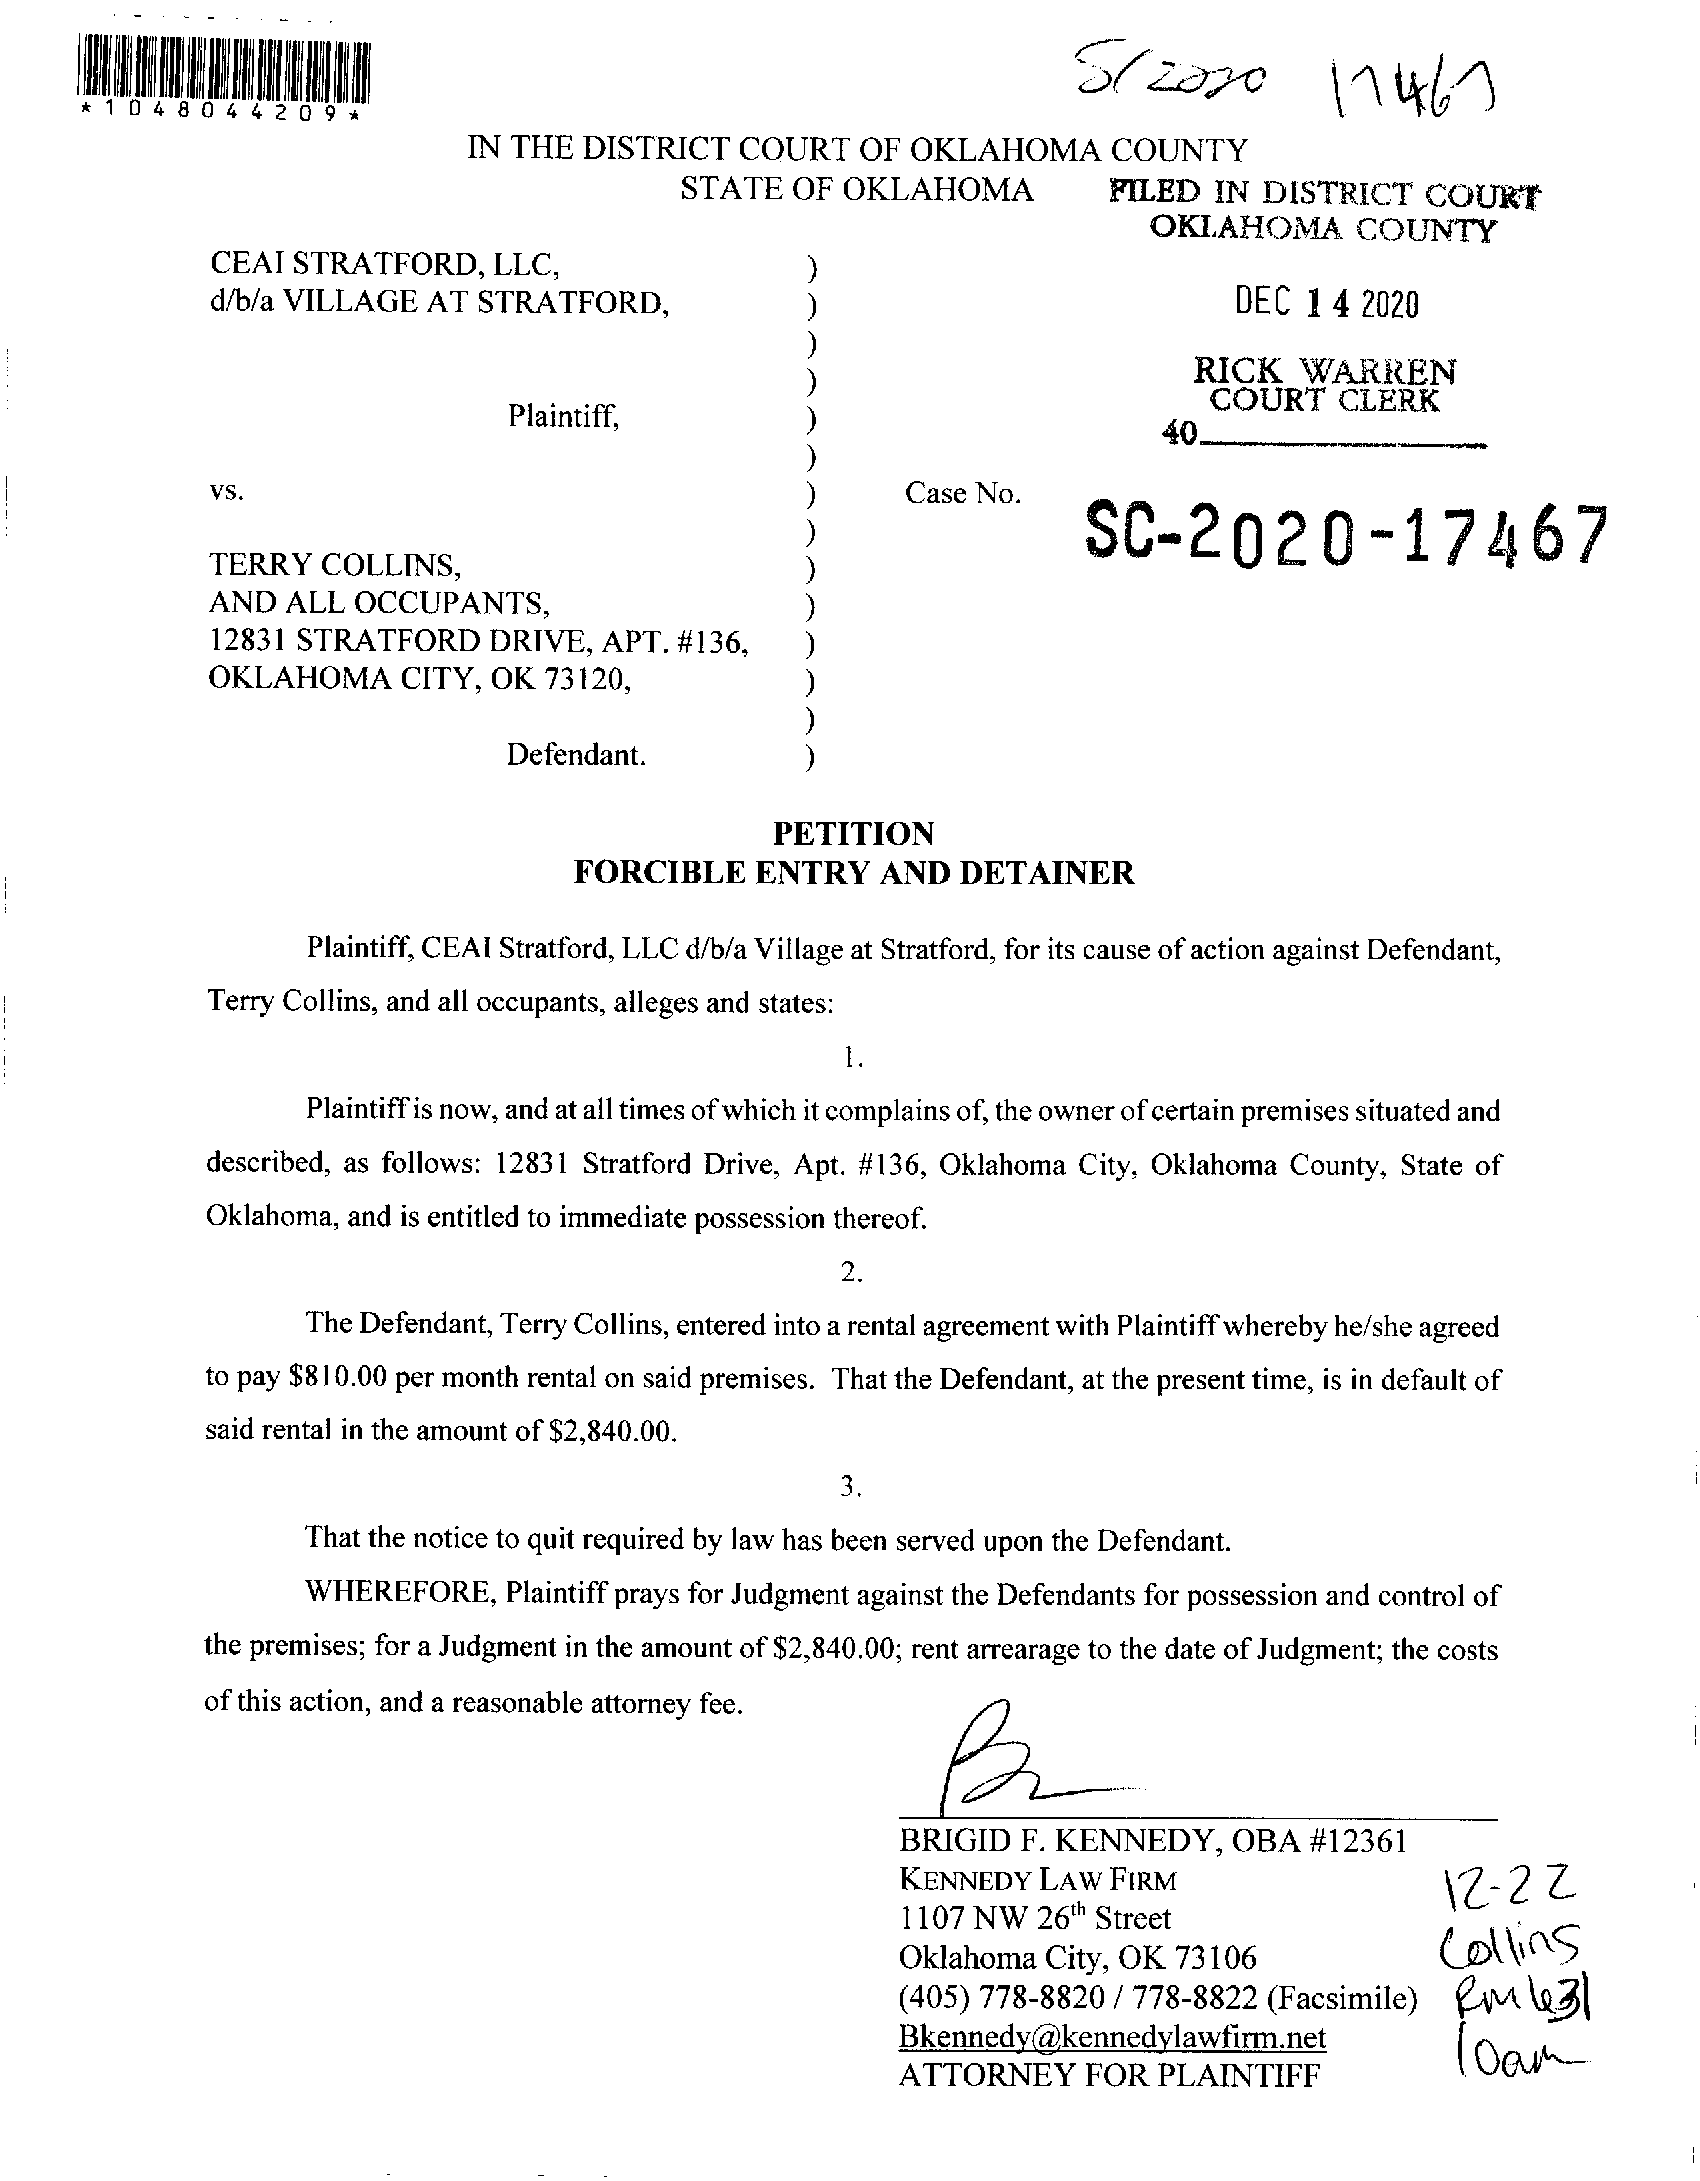 *1048044209*
S/2020 17467
IN THE DISTRICT COURT OF OKLAHOMA COUNTY
STATE OF OKLAHOMA
FILED IN DISTRICT COURT
OKLAHOMA COUNTY
DEC 14 2020
RICK WARREN
COURT CLERK
40
CEAI STRATFORD, LLC, )
d/b/a VILLAGE AT STRATFORD, )
)
)
Plaintiff, )
)
vs. ) Case No. SC-2020-17467
)
TERRY COLLINS, )
AND ALL OCCUPANTS, )
12831 STRATFORD DRIVE, APT. #136, )
OKLAHOMA CITY, OK 73120, )
)
Defendant. )
PETITION
FORCIBLE ENTRY AND DETAINER
Plaintiff, CEAI Stratford, LLC d/b/a Village at Stratford, for its cause of action against Defendant,
Terry Collins, and all occupants, alleges and states:
1.
Plaintiff is now, and at all times of which it complains of, the owner of certain premises situated and
described, as follows: 12831 Stratford Drive, Apt. #136, Oklahoma City, Oklahoma County, State of
Oklahoma, and is entitled to immediate possession thereof.
2.
The Defendant, Terry Collins, entered into a rental agreement with Plaintiff whereby he/she agreed
to pay $810.00 per month rental on said premises. That the Defendant, at the present time, is in default of
said rental in the amount of $2,840.00.
3.
That the notice to quit required by law has been served upon the Defendant.
WHEREFORE, Plaintiff prays for Judgment against the Defendants for possession and control of
the premises; for a Judgment in the amount of $2,840.00; rent arrearage to the date of Judgment; the costs
of this action, and a reasonable attorney fee.
BRIGID F. KENNEDY, OBA #12361
KENNEDY LAW FIRM
1107 NW 26th Street
Oklahoma City, OK 73106
(405) 778-8820 / 778-8822 (Facsimile)
Bkennedy@kennedylawfirm.net
ATTORNEY FOR PLAINTIFF
12-22
Collins
Rm 631
10am